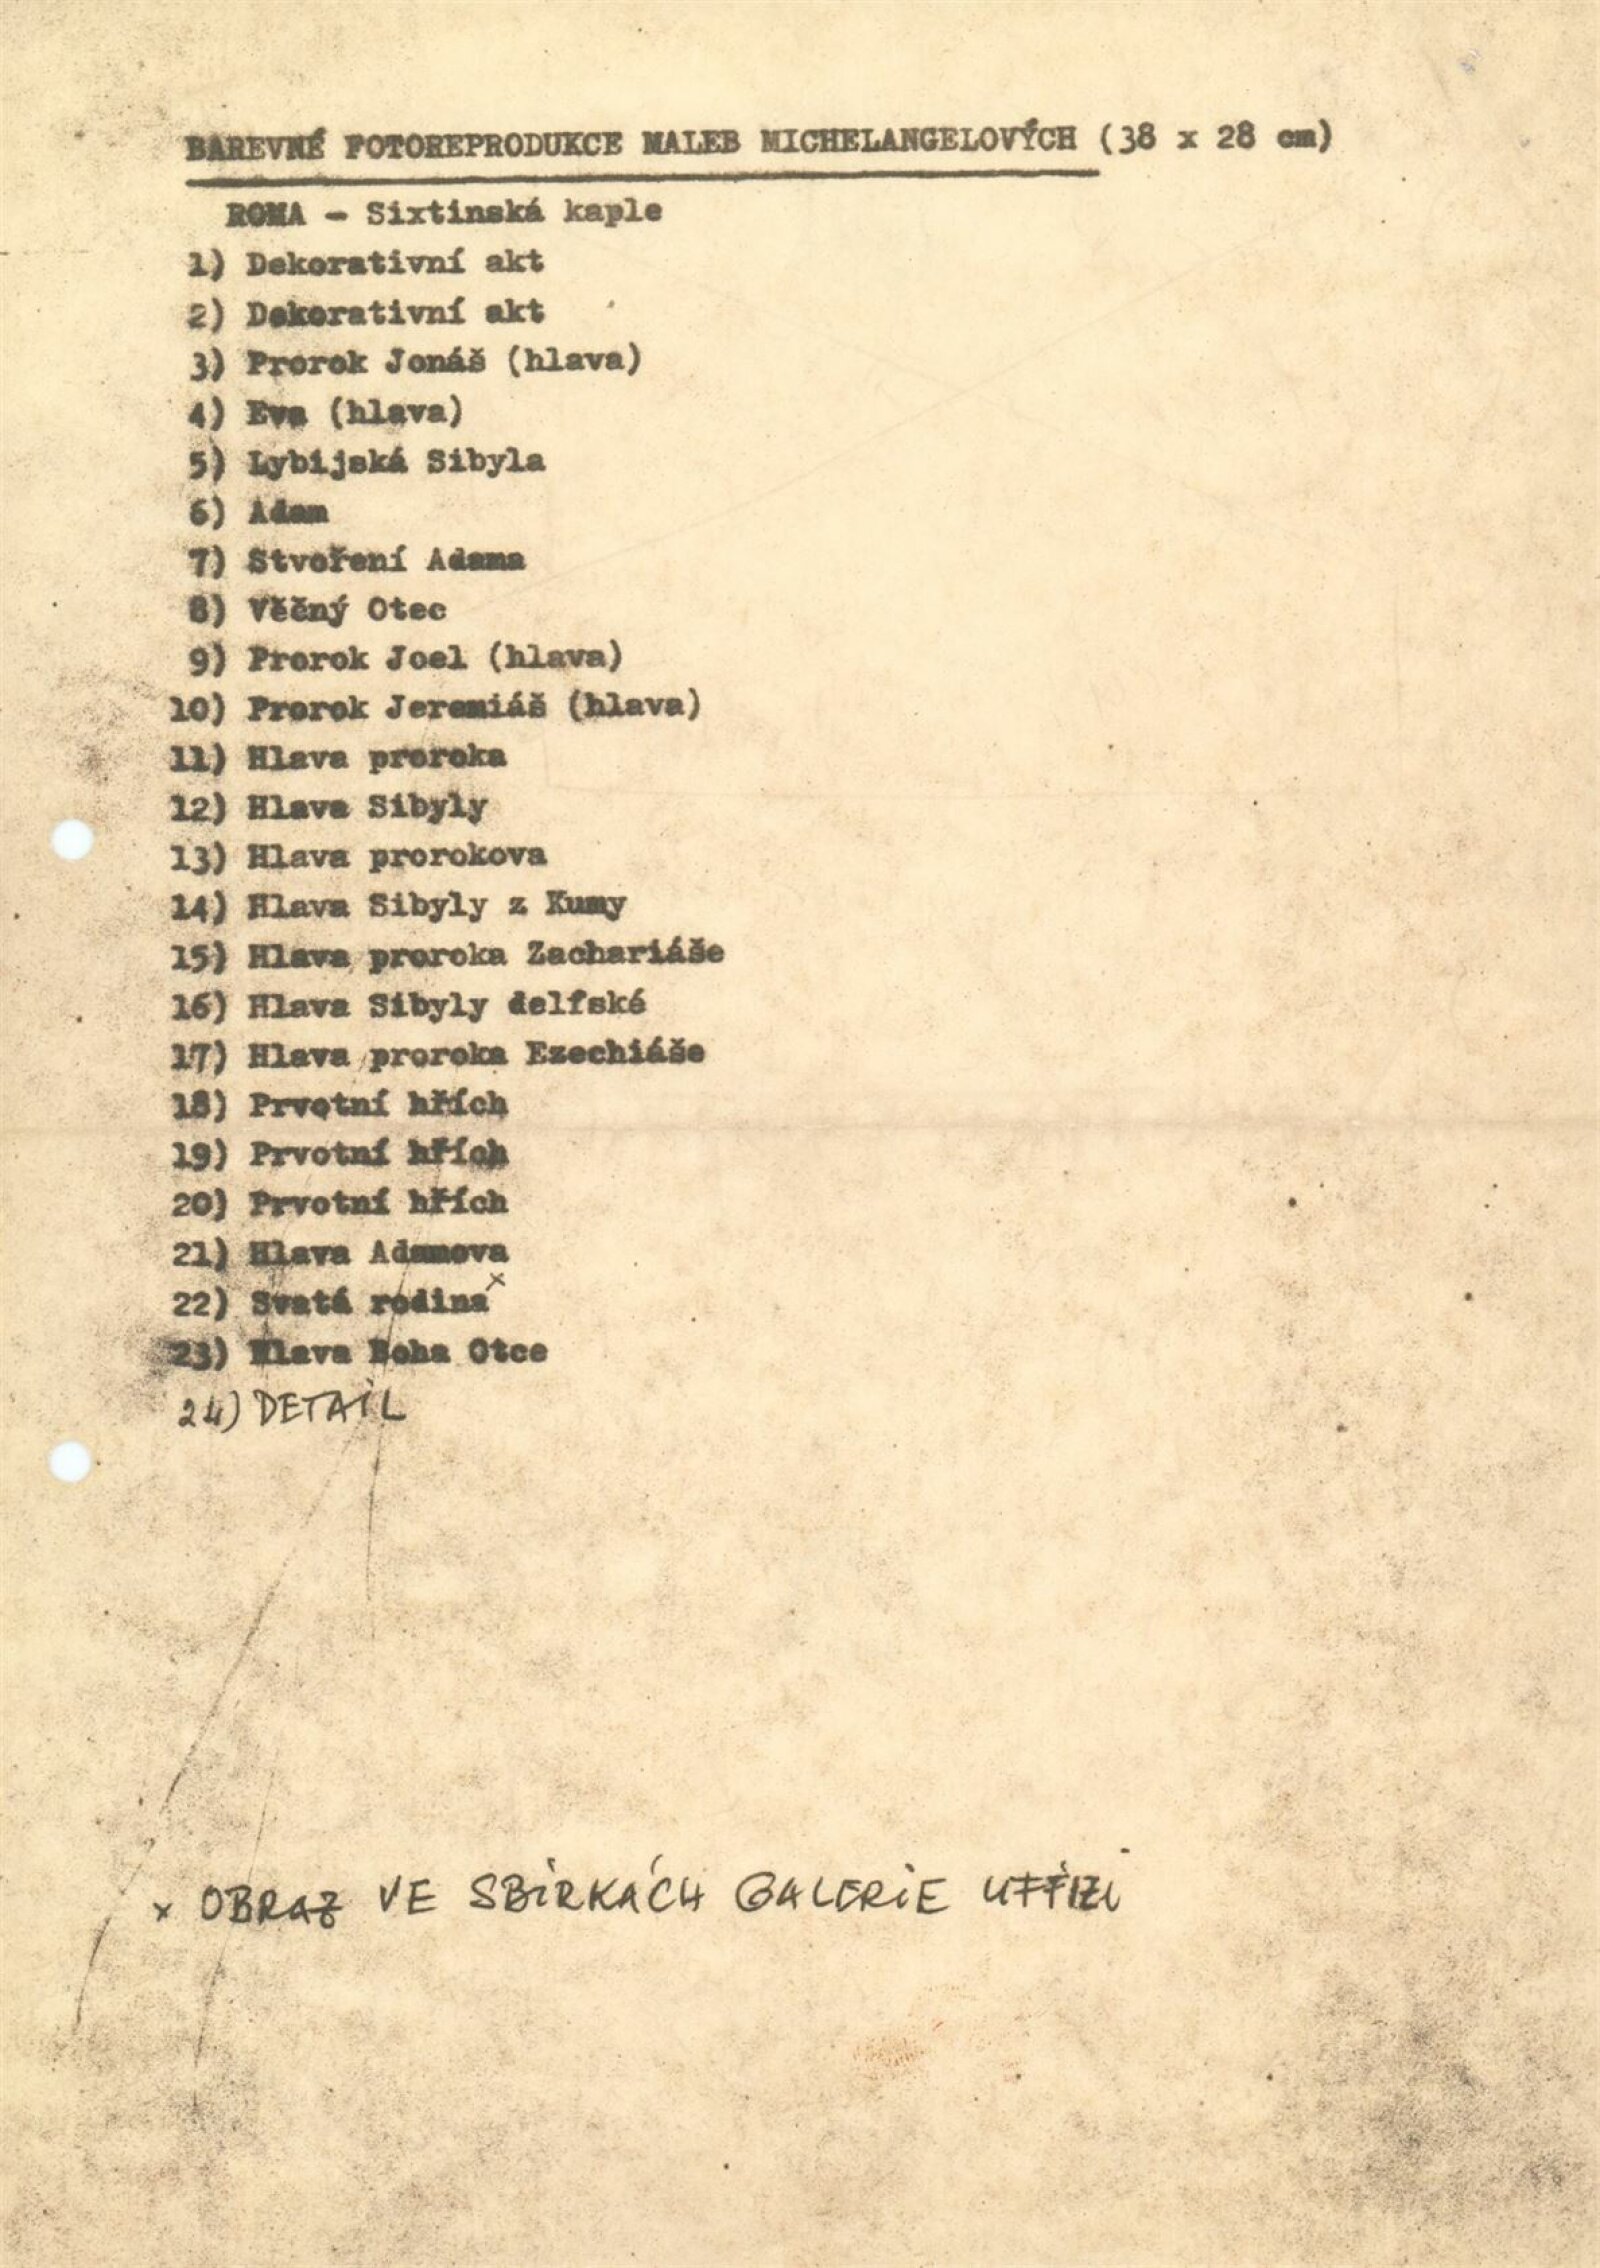 BAREVNÉ FOTOREPRODUKCE MALEB MICHELANGELOVÝCH (38 x 28 cm)
ROMA - Sixtinská kaple
1) Dekorativní akt
2) Dekorativní akt
3) Prorok Jonáš (hlava)
4) Eva (hlava)
5) Lybijská Sibyla
6) Adam
7) Stvoření Adama
8) Věčný Otec
9) Prorok Joel (hlava)
10) Prorok Jeremiáš (hlava)
11) Hlava proroka
12) Hlava Sibyly
13) Hlava prorokova
14) Hlava Sibyly z Kumy
15) Hlava proroka Zachariáše
16) Hlava Sibyly delfské
17) Hlava proroka Ezechiáše
18) Prvotní hřích
19) Prvotní hřích
20) Prvotní hřích
21) Hlava Adamova
22) Svatá rodina x
23) Hlava Boha Otce
24) DETAIL
x OBRAZ VE SBÍRKÁCH GALERIE UFFIZI